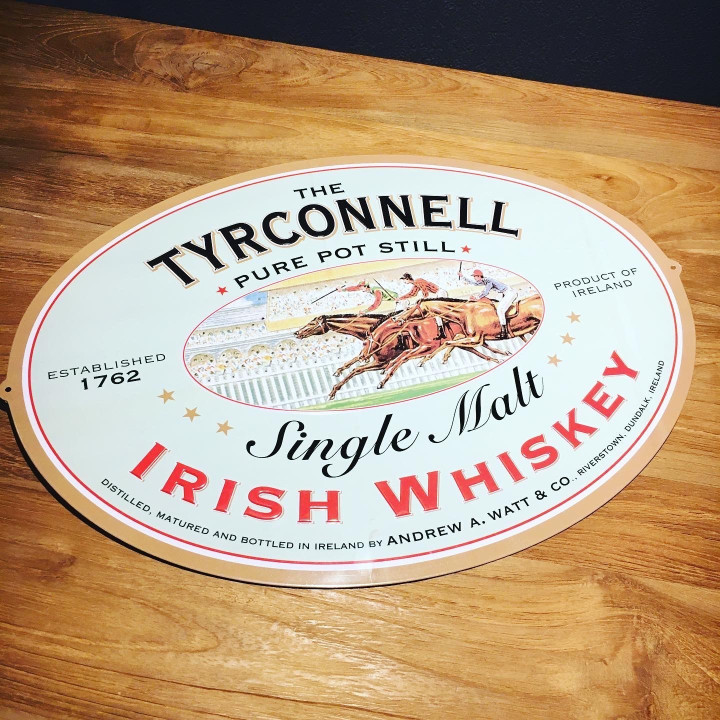 THE
TYRCONNELL
PURE POT STILL
PRODUCT OF
IRELAND
ESTABLISHED
1762
Single Malt
IRISH WHISKEY
DISTILLED, MATURED AND BOTTLED IN IRELAND BY ANDREW A. WATT & CO., RIVERSTOWN, DUNDALK, IRELAND